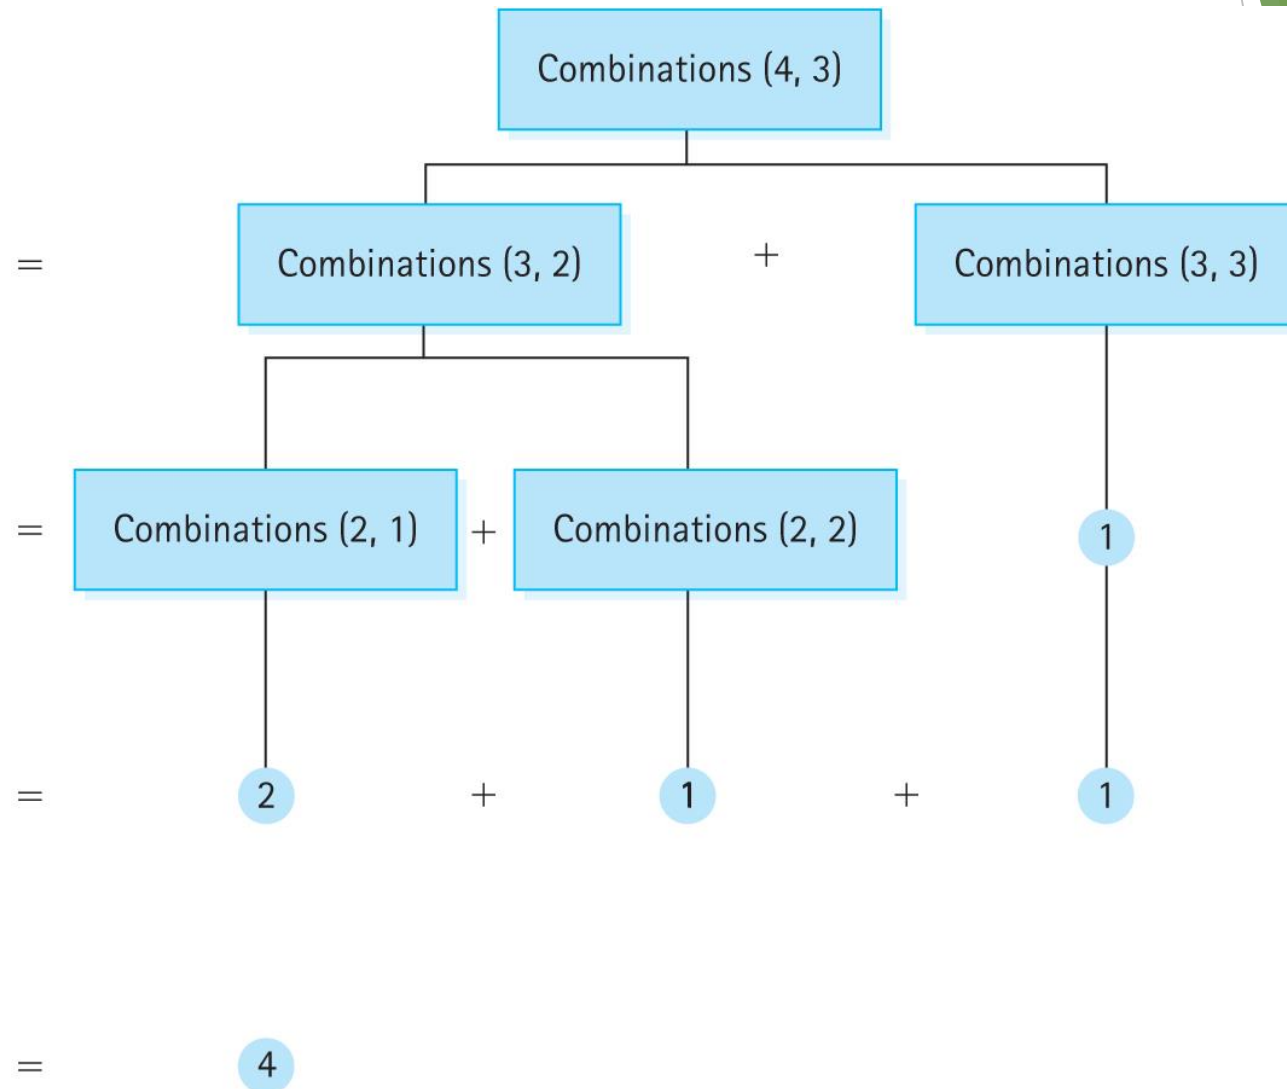 Combinations (4, 3)
= Combinations (3, 2) + Combinations (3, 3)
= Combinations (2, 1) + Combinations (2, 2) 1
= 2 + 1 + 1
= 4